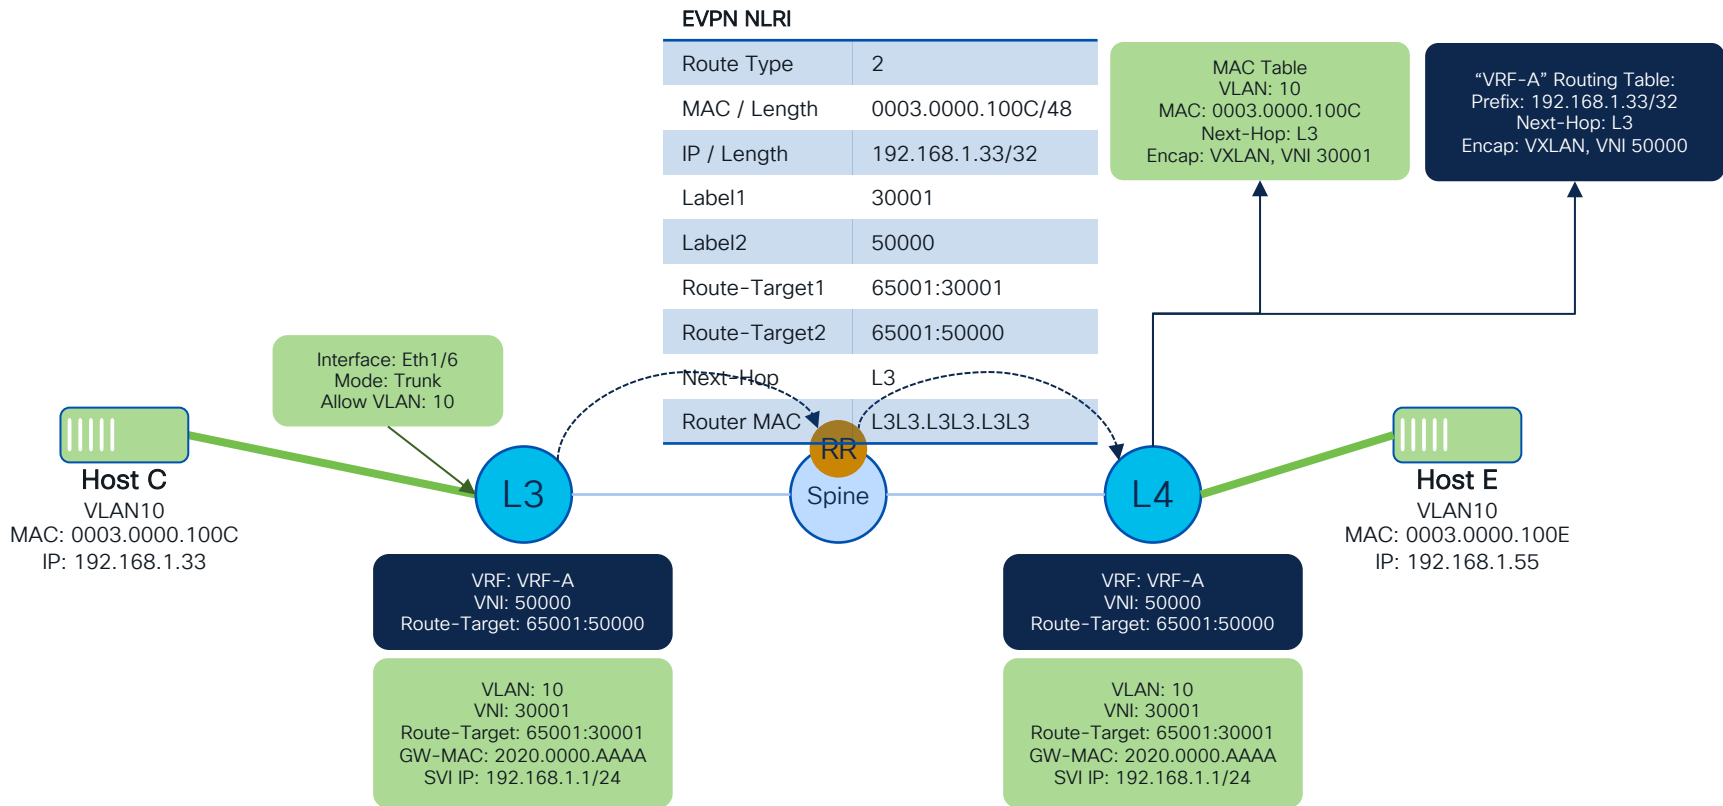 EVPN NLRI
Route Type 2
MAC / Length 0003.0000.100C/48
IP / Length 192.168.1.33/32
Label1 30001
Label2 50000
Route-Target1 65001:30001
Route-Target2 65001:50000
Next-Hop L3
Router MAC L3L3.L3L3.L3L3
MAC Table
VLAN: 10
MAC: 0003.0000.100C
Next-Hop: L3
Encap: VXLAN, VNI 30001
“VRF-A” Routing Table:
Prefix: 192.168.1.33/32
Next-Hop: L3
Encap: VXLAN, VNI 50000
Interface: Eth1/6
Mode: Trunk
Allow VLAN: 10
Host C
VLAN10
MAC: 0003.0000.100C
IP: 192.168.1.33
L3
RR
Spine
L4
Host E
VLAN10
MAC: 0003.0000.100E
IP: 192.168.1.55
VRF: VRF-A
VNI: 50000
Route-Target: 65001:50000
VLAN: 10
VNI: 30001
Route-Target: 65001:30001
GW-MAC: 2020.0000.AAAA
SVI IP: 192.168.1.1/24
VRF: VRF-A
VNI: 50000
Route-Target: 65001:50000
VLAN: 10
VNI: 30001
Route-Target: 65001:30001
GW-MAC: 2020.0000.AAAA
SVI IP: 192.168.1.1/24